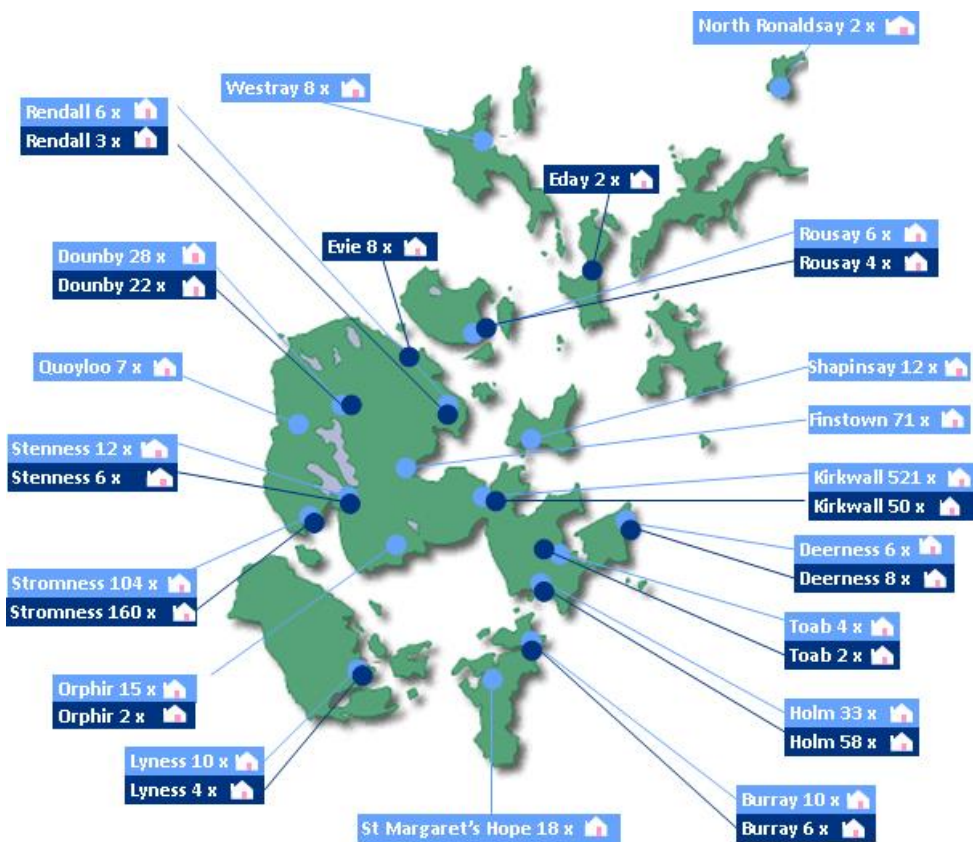 North Ronaldsay 2 x
Westray 8 x
Rendall 6 x
Rendall 3 x
Eday 2 x
Rousay 6 x
Rousay 4 x
Evie 8 x
Dounby 28 x
Dounby 22 x
Quoyloo 7 x
Shapinsay 12 x
Finstown 71 x
Stenness 12 x
Stenness 6 x
Kirkwall 521 x
Kirkwall 50 x
Deerness 6 x
Deerness 8 x
Stromness 104 x
Stromness 160 x
Toab 4 x
Toab 2 x
Orphir 15 x
Orphir 2 x
Holm 33 x
Holm 58 x
Lyness 10 x
Lyness 4 x
Burray 10 x
Burray 6 x
St Margaret's Hope 18 x